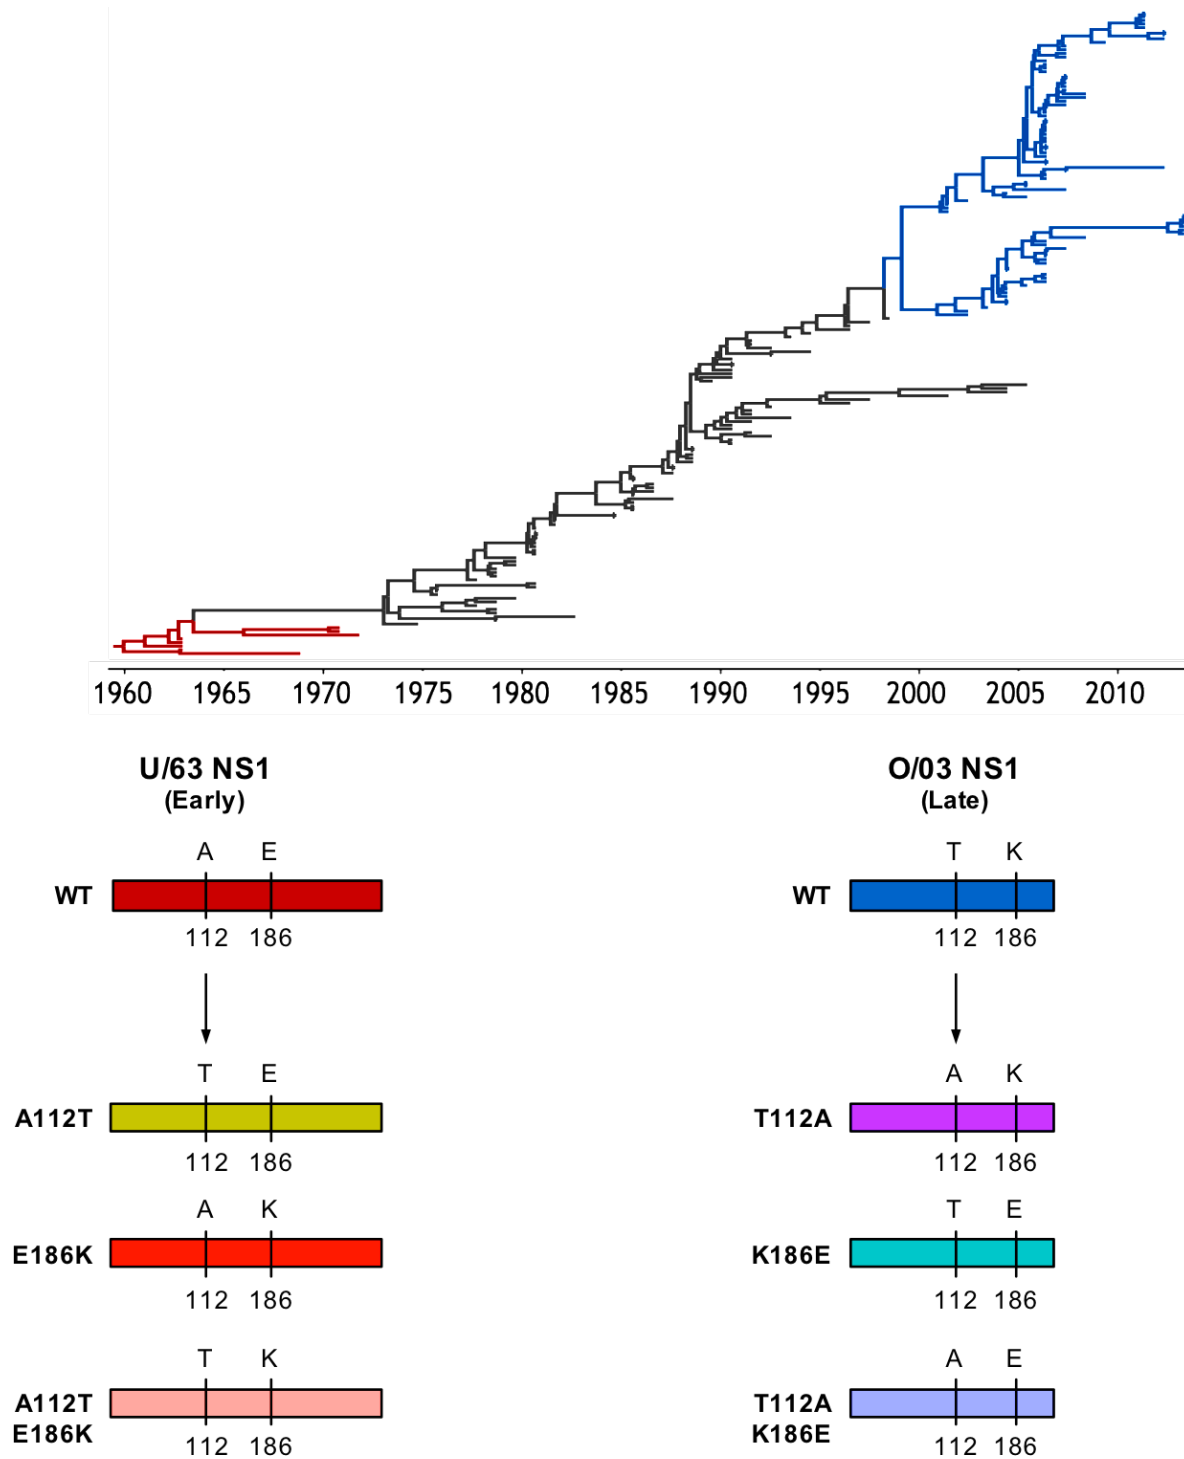 1960 1965 1970 1975 1980 1985 1990 1995 2000 2005 2010
U/63 NS1 O/03 NS1
(Early) (Late)
A E T K
WT WT
112 186 112 186
T E A K
A112T T112A
112 186 112 186
A K T E
E186K K186E
112 186 112 186
T K A E
A112T T112A
E186K K186E
112 186 112 186